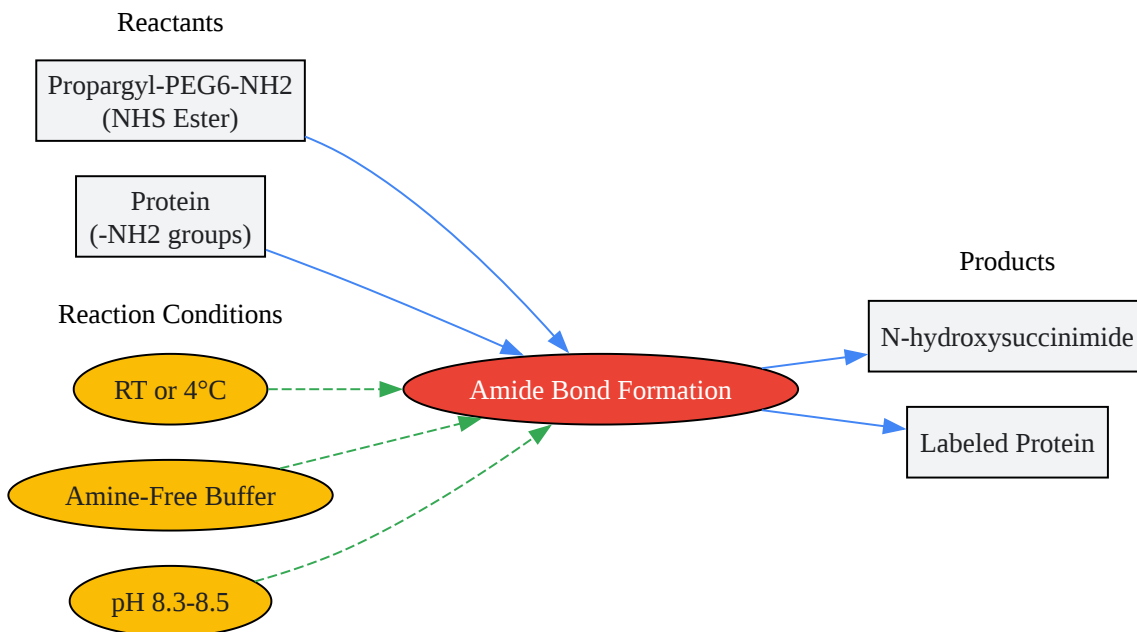 Reactants
Propargyl-PEG6-NH2
(NHS Ester)
Protein
(-NH2 groups)
Reaction Conditions
RT or 4°C
Amine-Free Buffer
pH 8.3-8.5
Amide Bond Formation
Products
N-hydroxysuccinimide
Labeled Protein